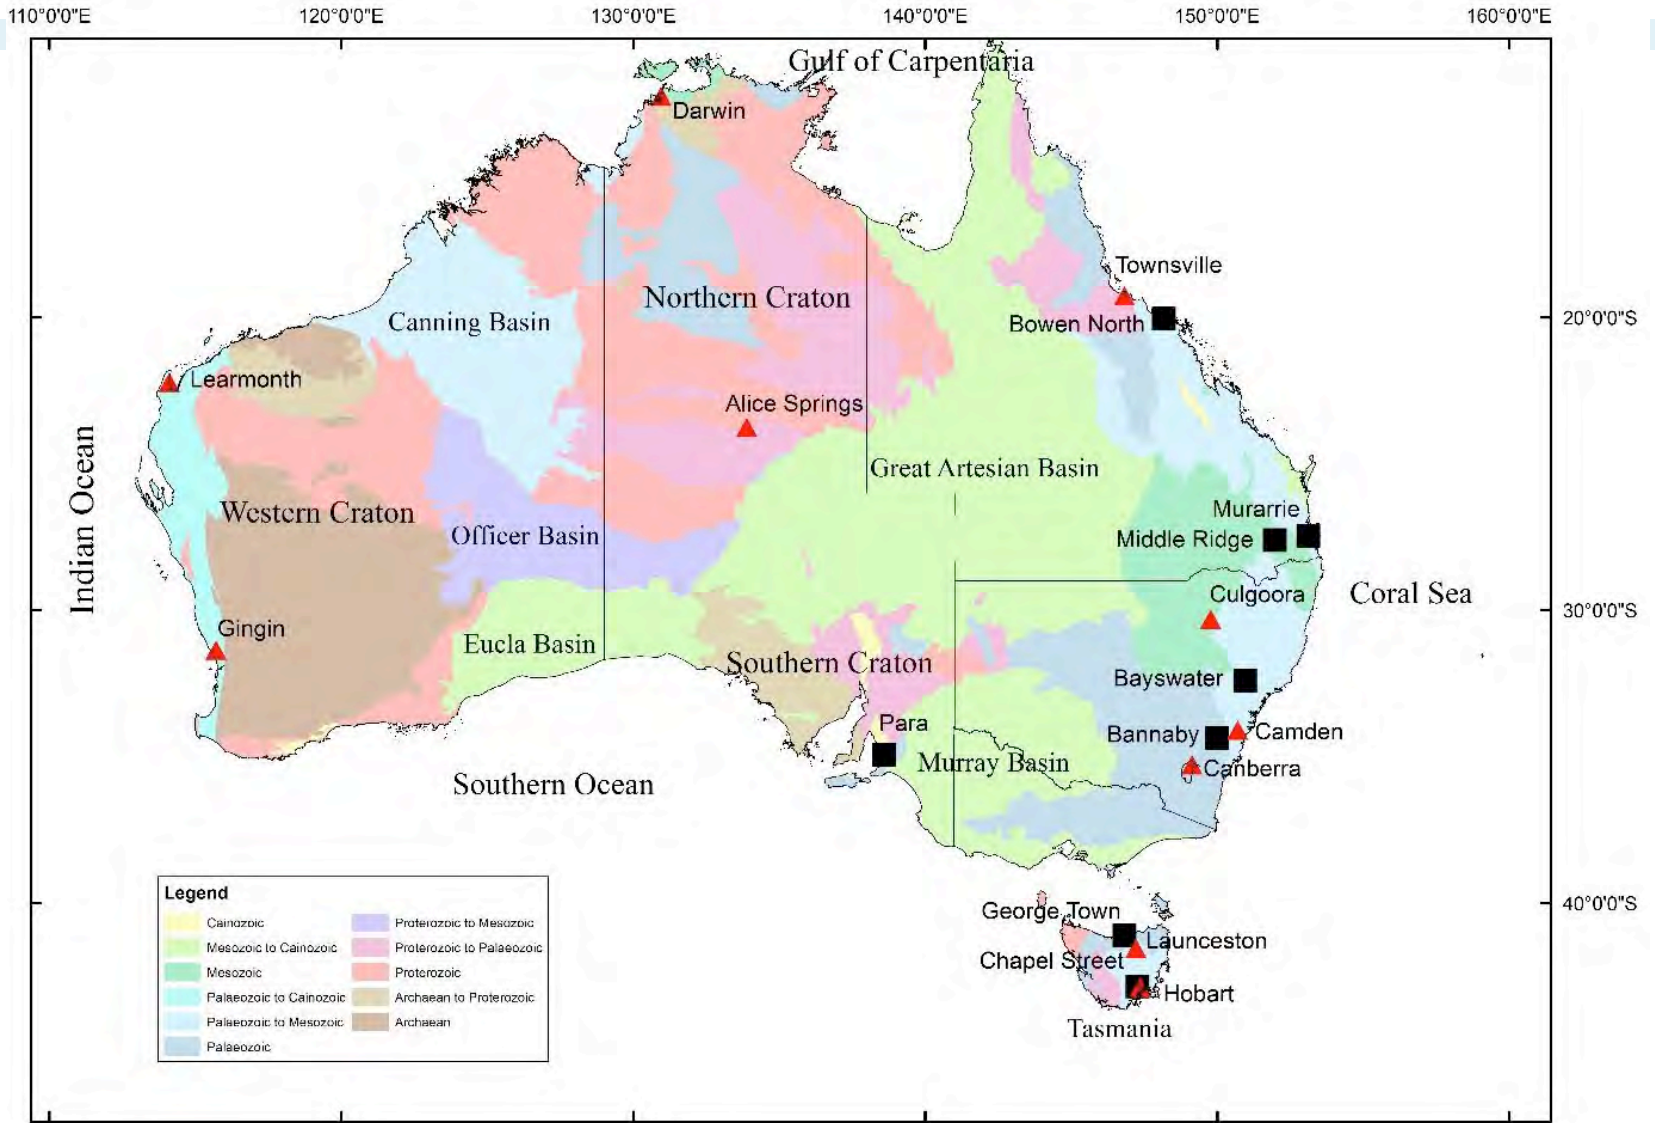 110°0'0"E 120°0'0"E 130°0'0"E 140°0'0"E 150°0'0"E 160°0'0"E
Gulf of Carpentaria
Darwin
Townsville
Northern Craton
Canning Basin
Bowen North
20°0'0"S
Learmonth
Alice Springs
Great Artesian Basin
Indian Ocean
Western Craton
Murarrie
Officer Basin
Middle Ridge
Culgoora
Coral Sea
30°0'0"S
Gingin
Eucla Basin
Southern Craton
Bayswater
Para
Bannaby
Camden
Murray Basin
Canberra
Southern Ocean
Legend
Cainozoic
Mesozoic to Cainozoic
Mesozoic
Palaeozoic to Cainozoic
Palaeozoic to Mesozoic
Palaeozoic
Proterozoic to Mesozoic
Proterozoic to Palaeozoic
Proterozoic
Archaean to Proterozoic
Archaean
40°0'0"S
George Town
Launceston
Chapel Street
Hobart
Tasmania